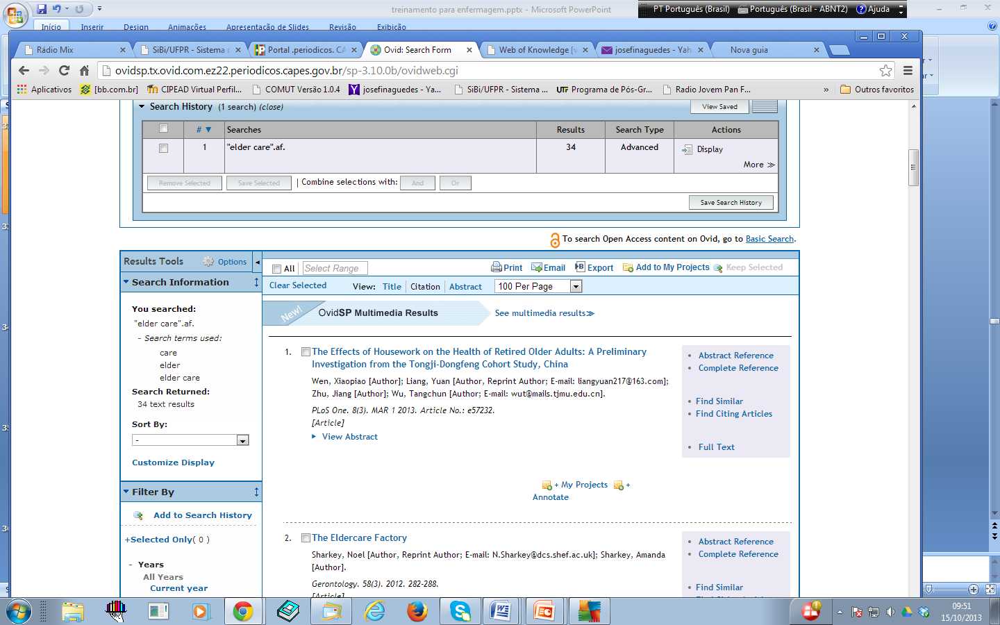 treinamento para enfermagem.pptx - Microsoft PowerPoint
PT Português (Brasil) Português (Brasil - ABNT2) Ajuda
Início Inserir Design Animações Apresentação de Slides Revisão Exibição
Rádio Mix
SiBi/UFPR - Sistema
Portal .periodicos. CA
Ovid: Search Form
Web of Knowledge [v
josefinaguedes - Yah
Nova guia
ovidsp.tx.ovid.com.ez22.periodicos.capes.gov.br/sp-3.10.0b/ovidweb.cgi
Aplicativos [bb.com.br] CIPEAD Virtual Perfil... COMUT Versão 1.0.4 josefinaguedes - Ya... SiBi/UFPR - Sistema ... UTF Programa de Pós-Gr... Radio Jovem Pan F... » Outros favoritos
Search History (1 search) (close) View Saved
# ▼ Searches Results Search Type Actions
1 "elder care".af. 34 Advanced Display
More ≫
Remove Selected Save Selected | Combine selections with: And Or
Save Search History
To search Open Access content on Ovid, go to Basic Search.
Results Tools Options
Search Information
You searched:
"elder care".af.
- Search terms used:
care
elder
elder care
Search Returned:
34 text results
Sort By:
-
Customize Display
Filter By
Add to Search History
+Selected Only( 0 )
- Years
All Years
Current year
All Select Range Print Email Export Add to My Projects Keep Selected
Clear Selected View: Title Citation Abstract 100 Per Page
New! OvidSP Multimedia Results See multimedia results≫
1. The Effects of Housework on the Health of Retired Older Adults: A Preliminary
Investigation from the Tongji-Dongfeng Cohort Study, China
Wen, Xiaopiao [Author]; Liang, Yuan [Author, Reprint Author; E-mail: liangyuan217@163.com];
Zhu, Jiang [Author]; Wu, Tangchun [Author; E-mail: wut@mails.tjmu.edu.cn].
PLoS One. 8(3). MAR 1 2013. Article No.: e57232.
[Article]
View Abstract
• Abstract Reference
• Complete Reference
• Find Similar
• Find Citing Articles
• Full Text
+ My Projects +
Annotate
2. The Eldercare Factory
Sharkey, Noel [Author, Reprint Author; E-mail: N.Sharkey@dcs.shef.ac.uk]; Sharkey, Amanda
[Author].
Gerontology. 58(3). 2012. 282-288.
[Article]
• Abstract Reference
• Complete Reference
• Find Similar
09:51
15/10/2013